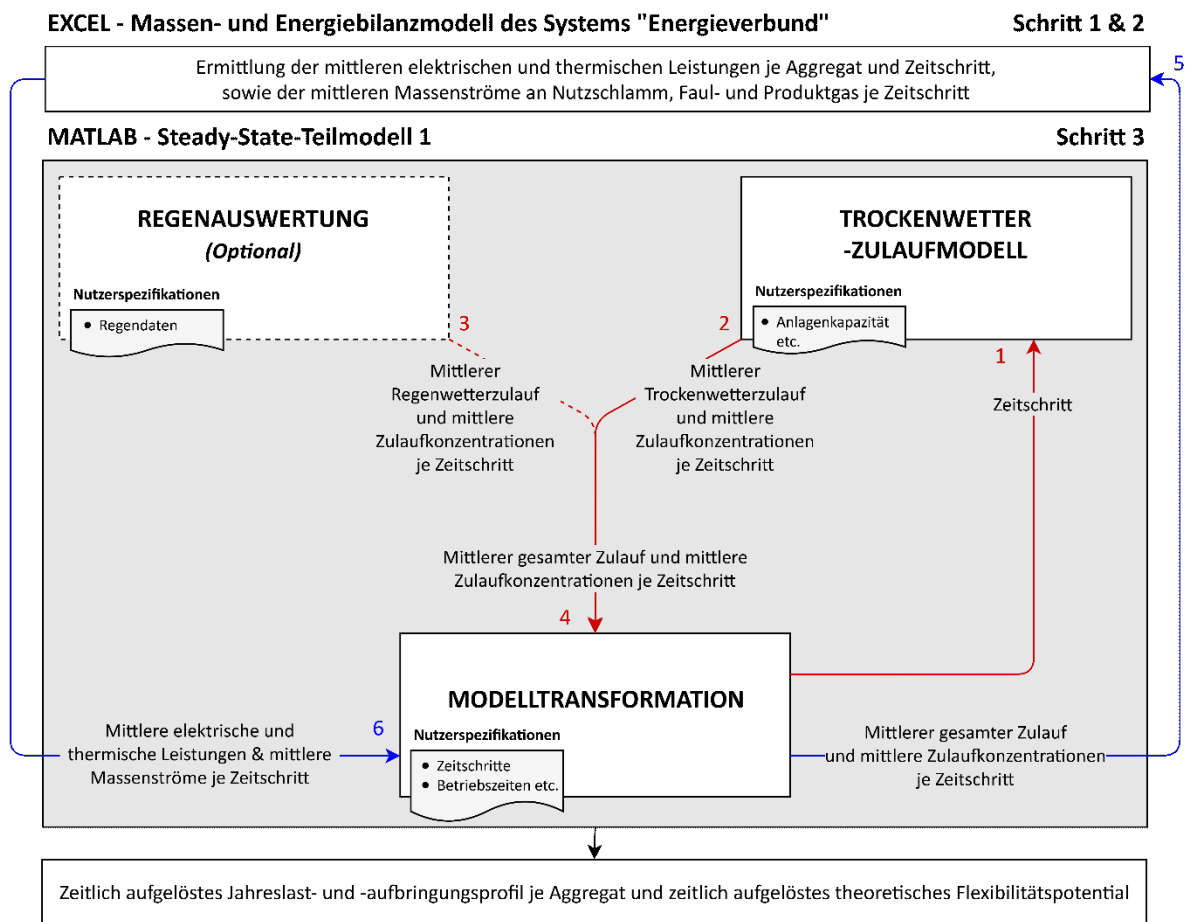 EXCEL - Massen- und Energiebilanzmodell des Systems "Energieverbund" Schritt 1 & 2
Ermittlung der mittleren elektrischen und thermischen Leistungen je Aggregat und Zeitschritt,
sowie der mittleren Massenströme an Nutzschlamm, Faul- und Produktgas je Zeitschritt
5
MATLAB - Steady-State-Teilmodell 1 Schritt 3
REGENAUSWERTUNG
(Optional)
Nutzerspezifikationen
• Regendaten
TROCKENWETTER
-ZULAUFMODELL
Nutzerspezifikationen
• Anlagenkapazität
etc.
3
2
1
Mittlerer
Regenwetterzulauf
und mittlere
Zulaufkonzentrationen
je Zeitschritt
Mittlerer
Trockenwetterzulauf
und mittlere
Zulaufkonzentrationen
je Zeitschritt
Zeitschritt
Mittlerer gesamter Zulauf und mittlere
Zulaufkonzentrationen je Zeitschritt
4
MODELLTRANSFORMATION
Nutzerspezifikationen
• Zeitschritte
• Betriebszeiten etc.
6
Mittlere elektrische und
thermische Leistungen & mittlere
Massenströme je Zeitschritt
Mittlerer gesamter Zulauf
und mittlere Zulaufkonzentrationen
je Zeitschritt
Zeitlich aufgelöstes Jahreslast- und -aufbringungsprofil je Aggregat und zeitlich aufgelöstes theoretisches Flexibilitätspotential